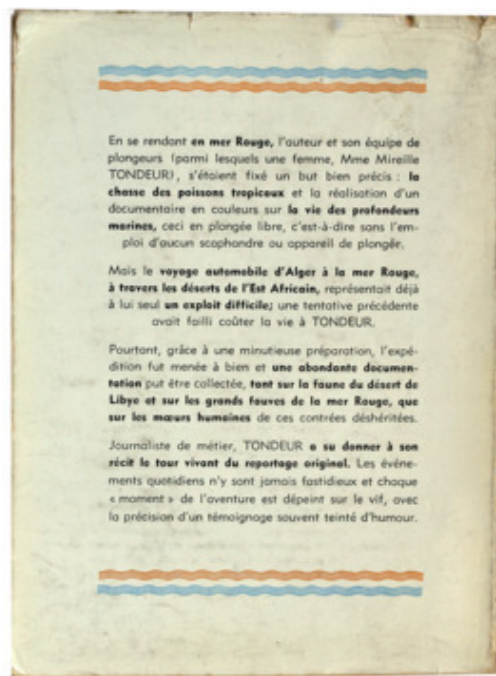 En se rendant en mer Rouge, l'auteur et son équipe de
plongeurs (parmi lesquels une femme, Mme Mireille
TONDEUR), s'étaient fixé un but bien précis : la
chasse des poissons tropicaux et la réalisation d'un
documentaire en couleurs sur la vie des profondeurs
marines, ceci en plongée libre, c'est-à-dire sans l'em-
ploi d'aucun scaphandre ou appareil de plongée.
Mais le voyage automobile d'Alger à la mer Rouge,
à travers les déserts de l'Est Africain, représentait déjà
à lui seul un exploit difficile; une tentative précédente
avait failli coûter la vie à TONDEUR.
Pourtant, grâce à une minutieuse préparation, l'expé-
dition fut menée à bien et une abondante documen-
tation put être collectée, tant sur la faune du désert de
Libye et sur les grands fauves de la mer Rouge, que
sur les mœurs humaines de ces contrées déshéritées.
Journaliste de métier, TONDEUR a su donner à son
récit le tour vivant du reportage original. Les événe-
ments quotidiens n'y sont jamais fastidieux et chaque
« moment » de l'aventure est dépeint sur le vif, avec
la précision d'un témoignage souvent teinté d'humour.